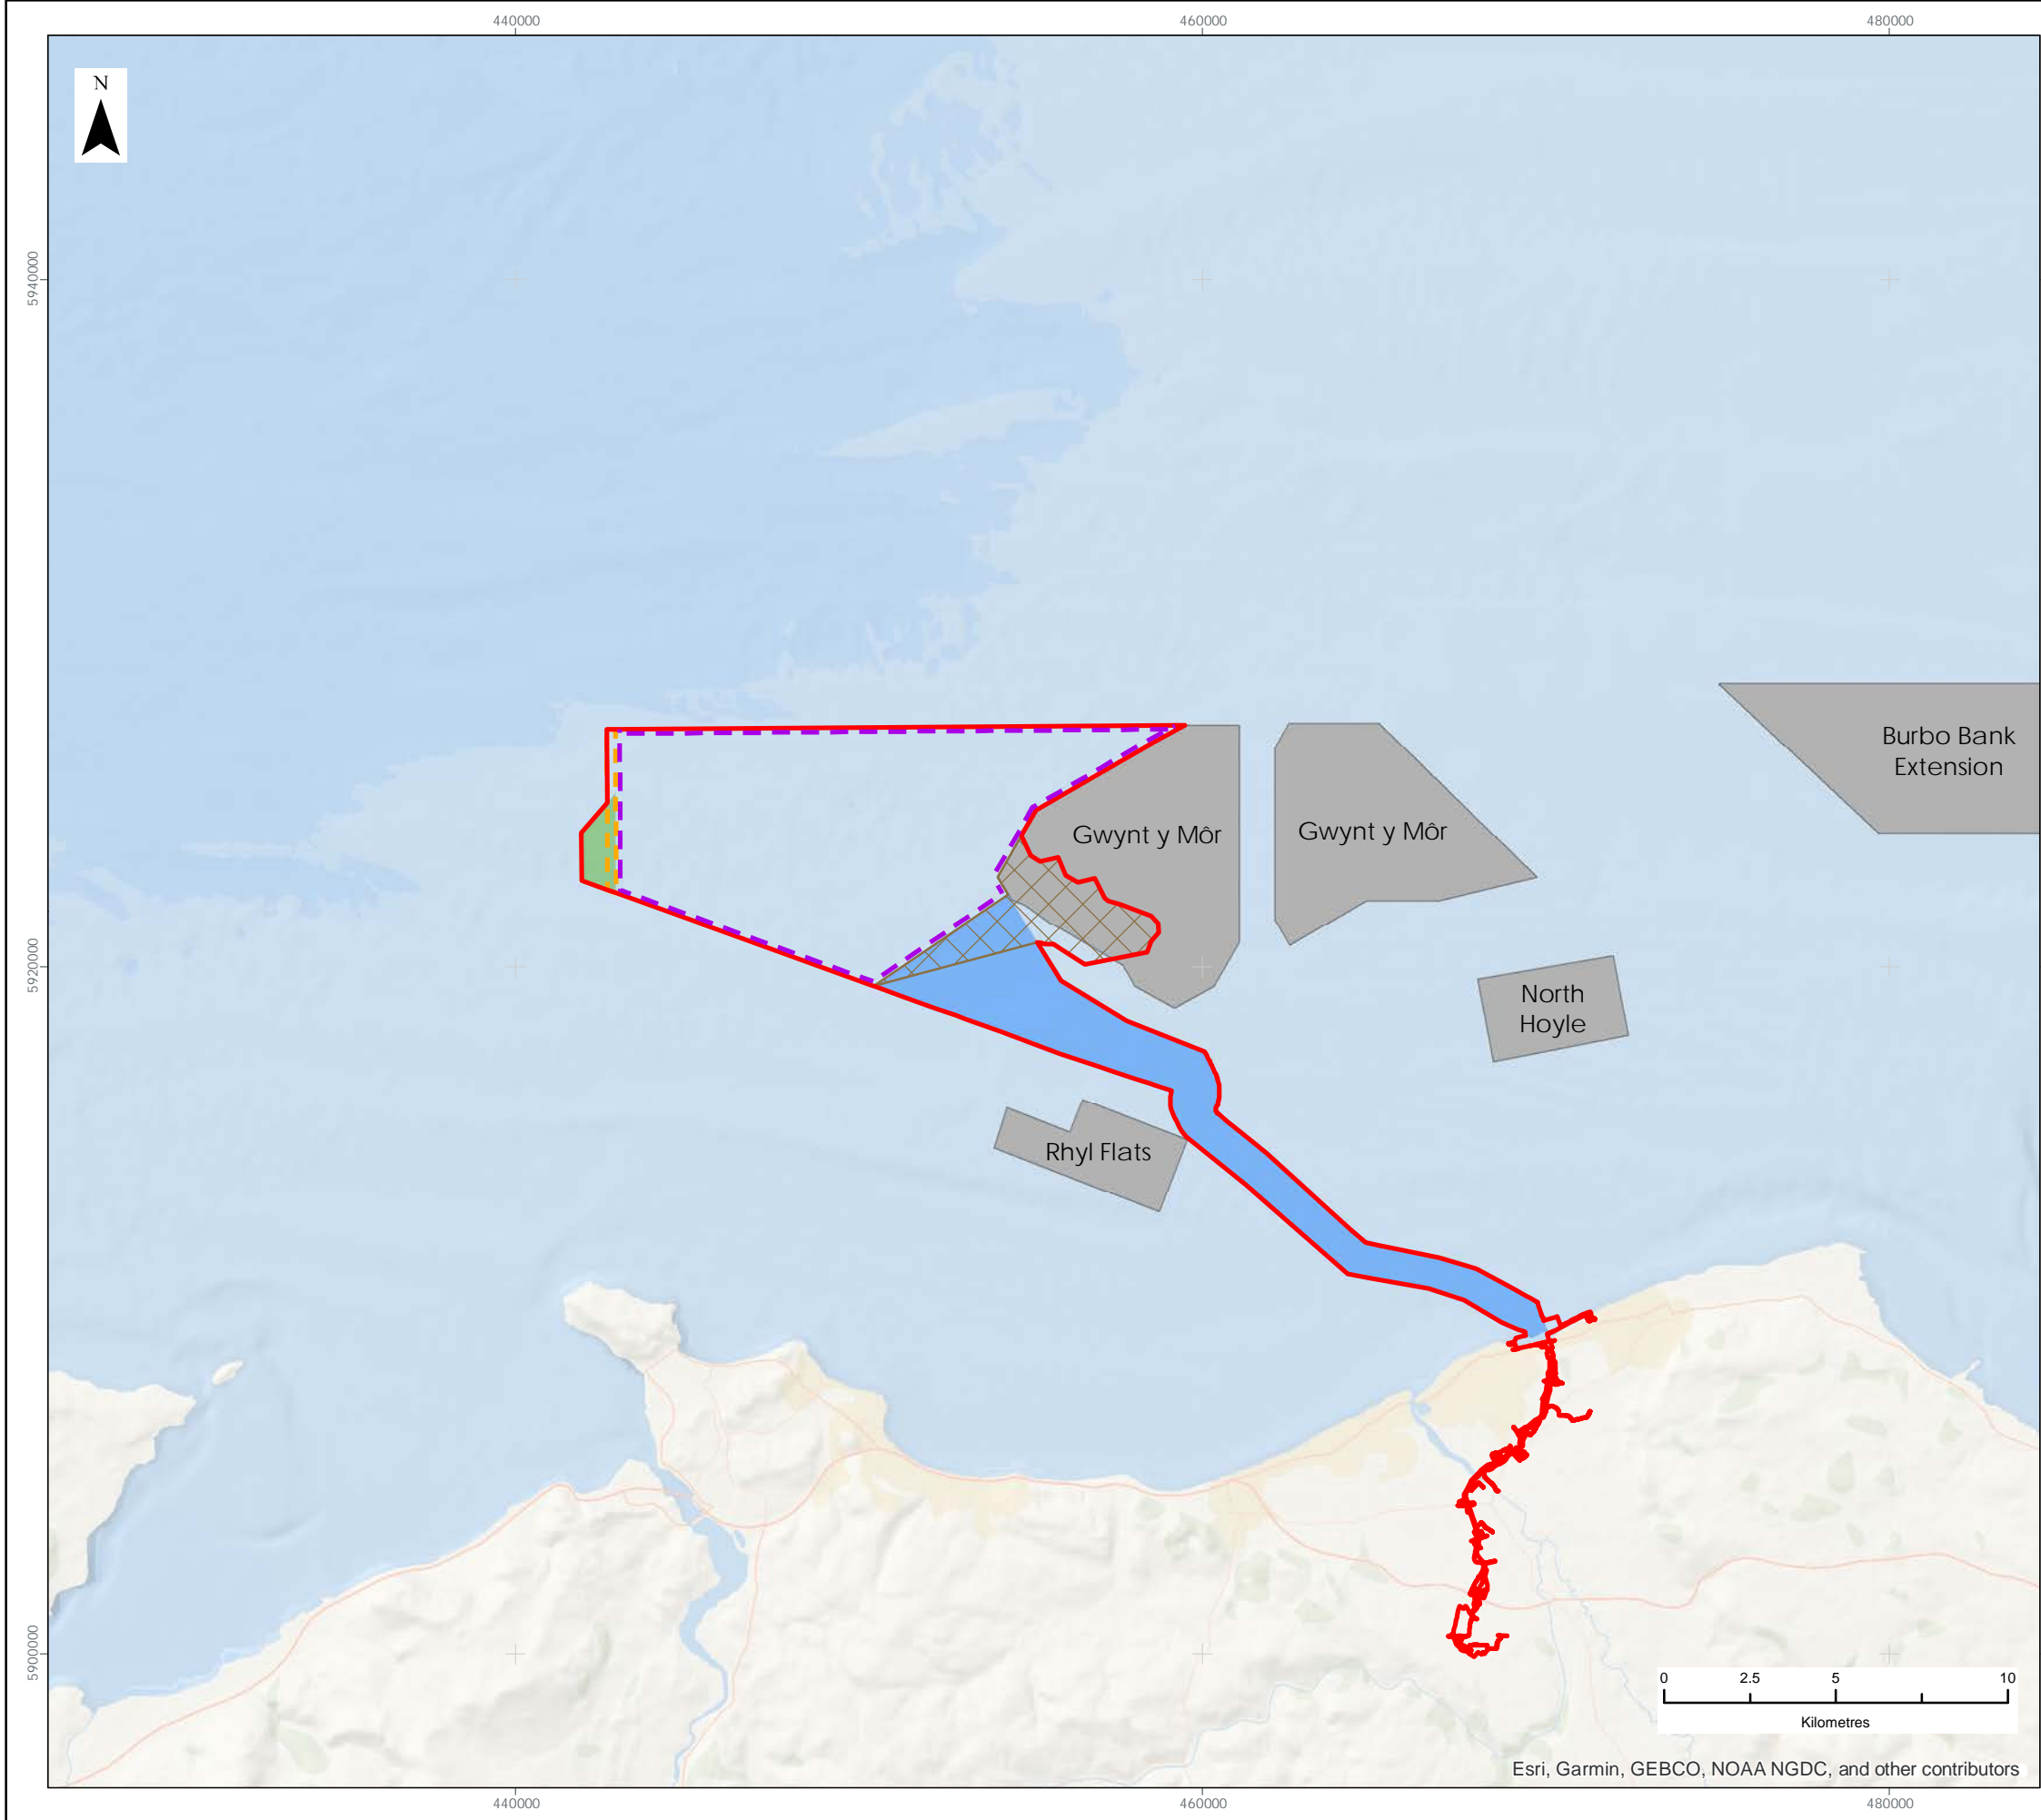 440000
460000
480000
N
5940000
Burbo Bank
Extension
Gwynt y Môr
Gwynt y Môr
5920000
North
Hoyle
Rhyl Flats
5900000
0
2.5
5
10
Kilometres
Esri, Garmin, GEBCO, NOAA NGDC, and other contributors
440000
460000
480000